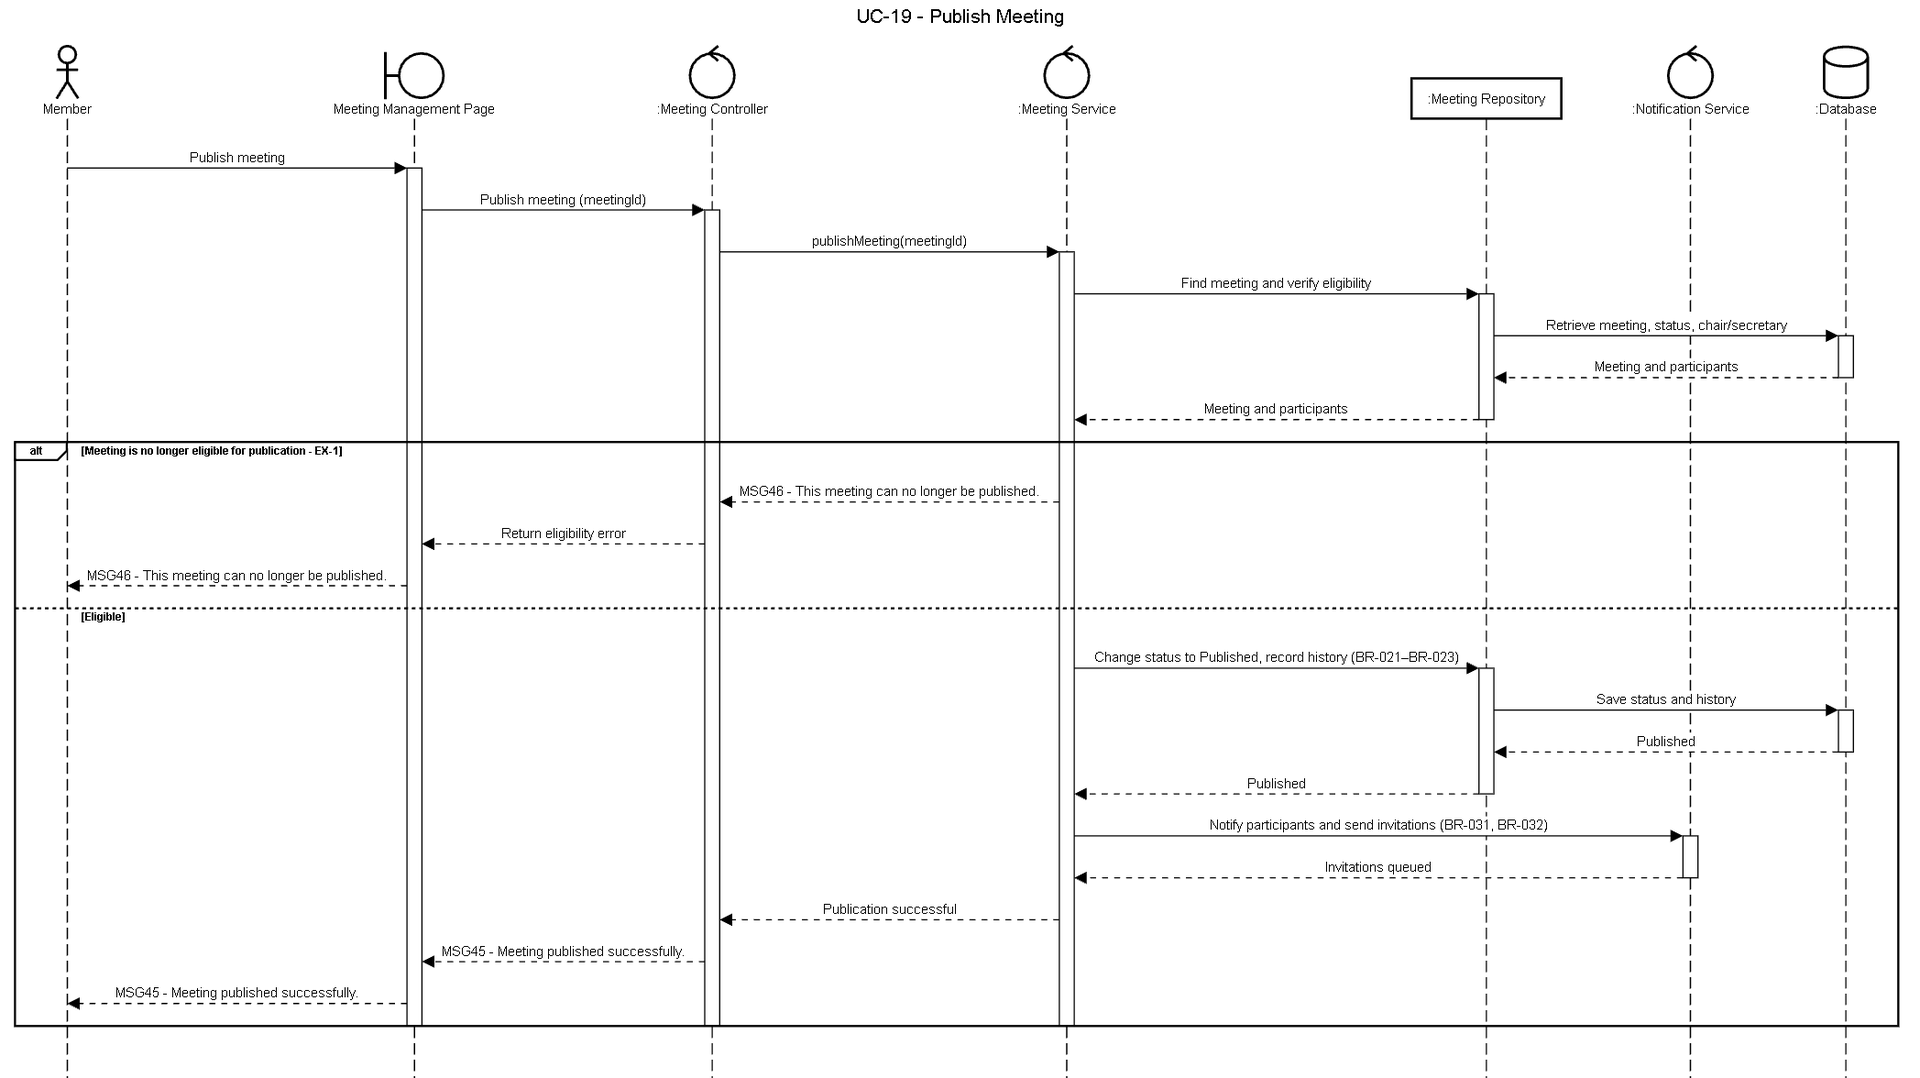 UC-19 - Publish Meeting
Member
Meeting Management Page
:Meeting Controller
:Meeting Service
:Meeting Repository
:Notification Service
:Database
Publish meeting
Publish meeting (meetingId)
publishMeeting(meetingId)
Find meeting and verify eligibility
Retrieve meeting, status, chair/secretary
Meeting and participants
Meeting and participants
alt
[Meeting is no longer eligible for publication - EX-1]
MSG46 - This meeting can no longer be published.
Return eligibility error
MSG46 - This meeting can no longer be published.
[Eligible]
Change status to Published, record history (BR-021–BR-023)
Save status and history
Published
Published
Notify participants and send invitations (BR-031, BR-032)
Invitations queued
Publication successful
MSG45 - Meeting published successfully.
MSG45 - Meeting published successfully.